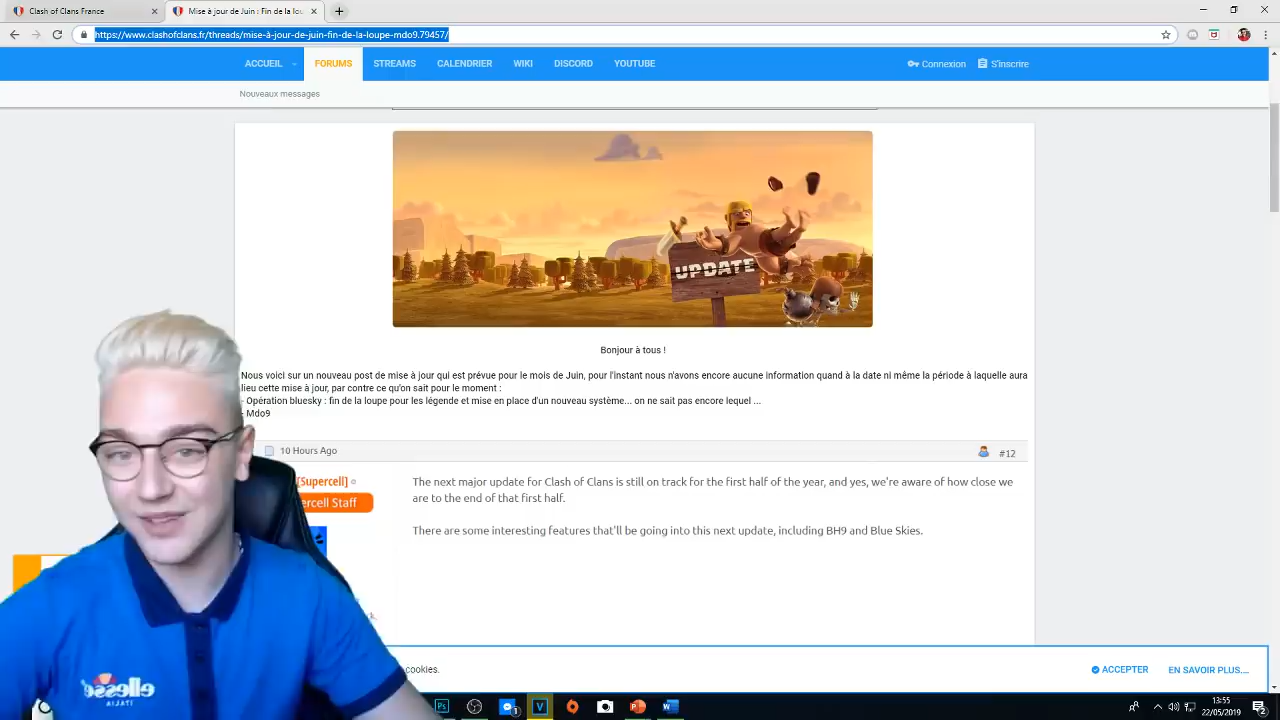 Clash of Clans France
Mise à jour de Juin - Fin de la lou
https://www.clashofclans.fr/threads/mise-à-jour-de-juin-fin-de-la-loupe-mdo9.79457/
ACCUEIL
FORUMS
STREAMS
CALENDRIER
WIKI
DISCORD
YOUTUBE
Connexion
S'inscrire
Nouveaux messages
UPDATE
Bonjour à tous !
Nous voici sur un nouveau post de mise à jour qui est prévue pour le mois de Juin, pour l'instant nous n'avons encore aucune information quant à la date ni même la période à laquelle aura
lieu cette mise à jour, par contre ce qu'on sait pour le moment :
- Opération bluesky : fin de la loupe pour les légende et mise en place d'un nouveau système... on ne sait pas encore lequel ...
- Mdo9
10 Hours Ago
#12
[Supercell]
ercell Staff
The next major update for Clash of Clans is still on track for the first half of the year, and yes, we're aware of how close we
are to the end of that first half.
There are some interesting features that'll be going into this next update, including BH9 and Blue Skies.
cookies.
ACCEPTER
EN SAVOIR PLUS....
ellesse
ITALIA
13:55
22/05/2019